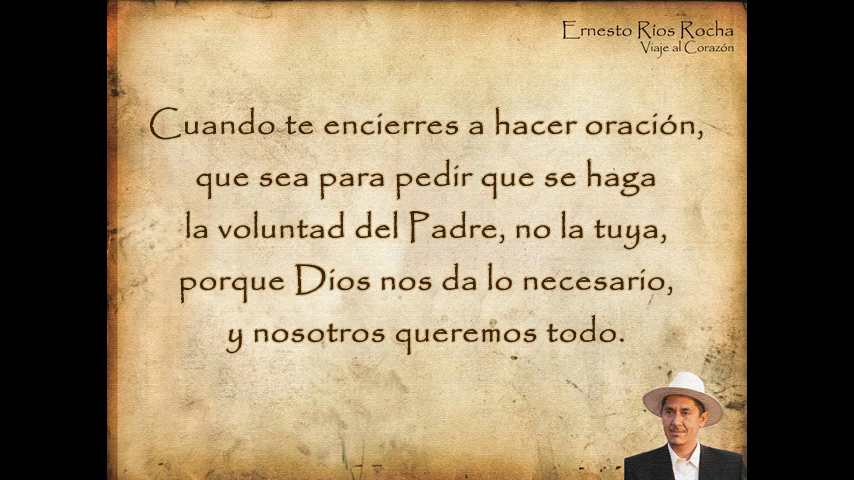 Ernesto Ríos Rocha
Viaje al Corazón
Cuando te encierres a hacer oración,
que sea para pedir que se haga
la voluntad del Padre, no la tuya,
porque Dios nos da lo necesario,
y nosotros queremos todo.